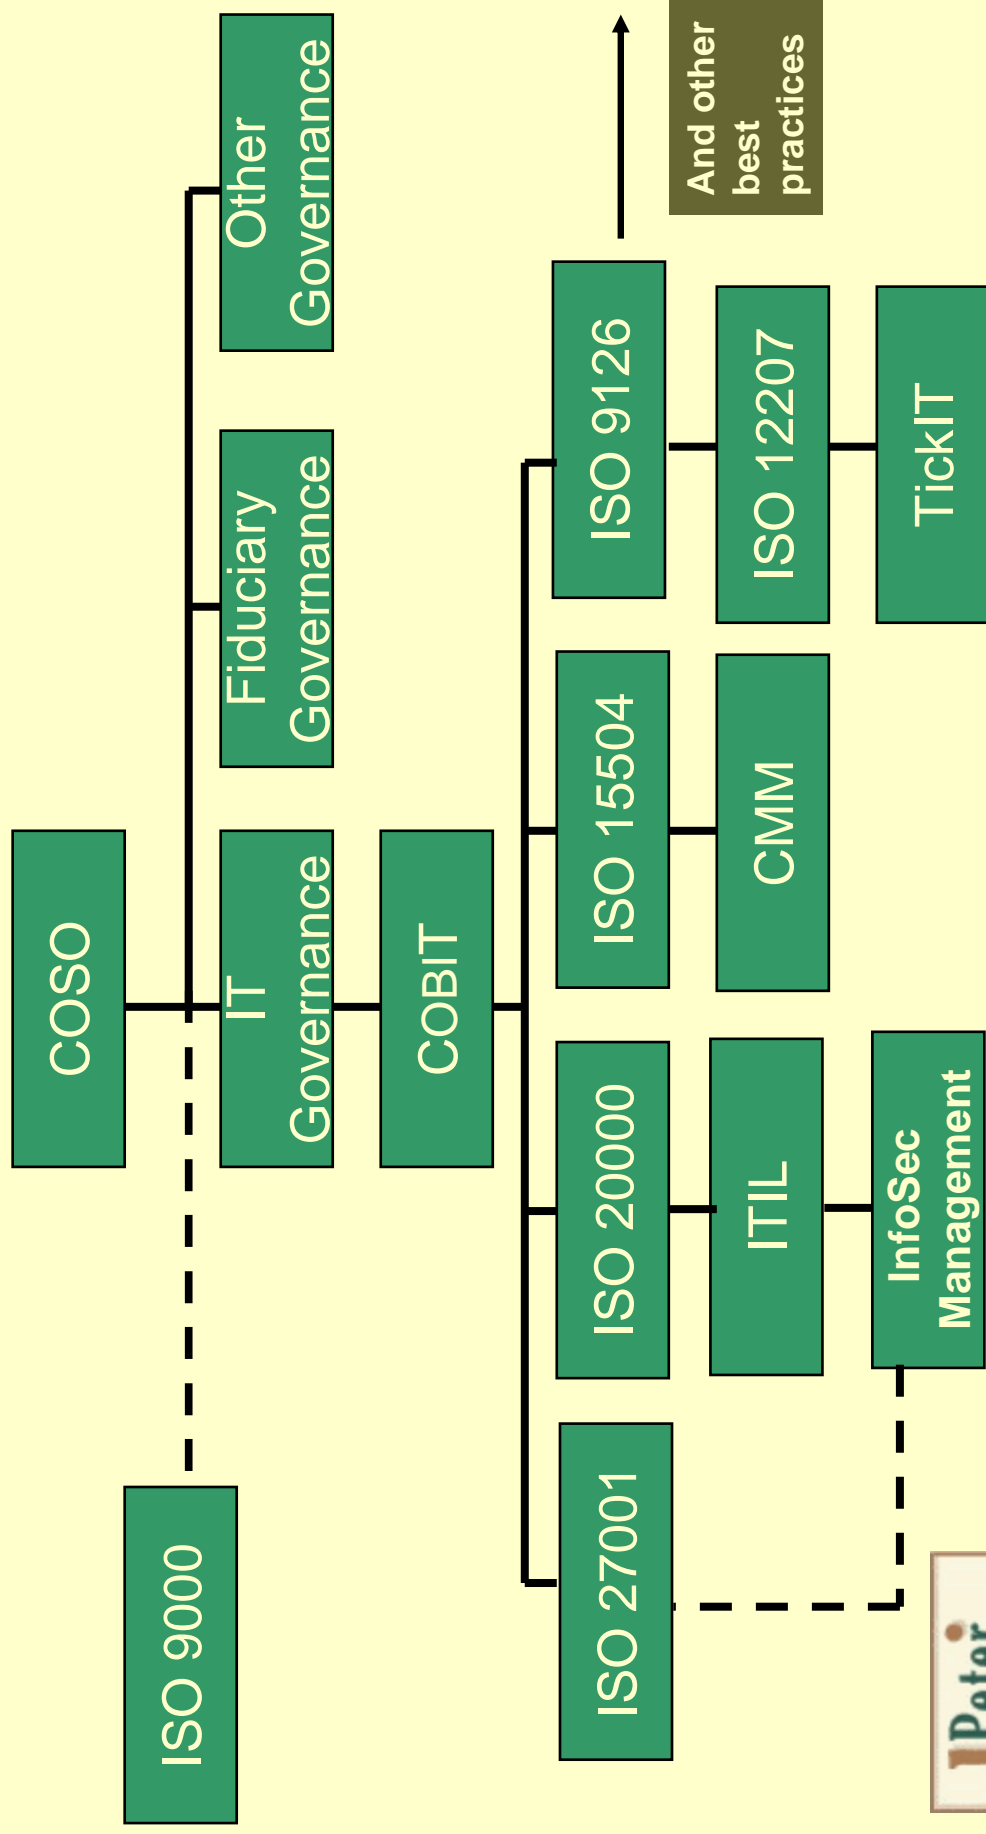 COSO
ISO 9000
IT
Governance
Fiduciary
Governance
Other
Governance
COBIT
ISO 27001
ISO 20000
ISO 15504
ISO 9126
And other
best
practices
ITIL
CMM
ISO 12207
InfoSec
Management
TickIT
Peter